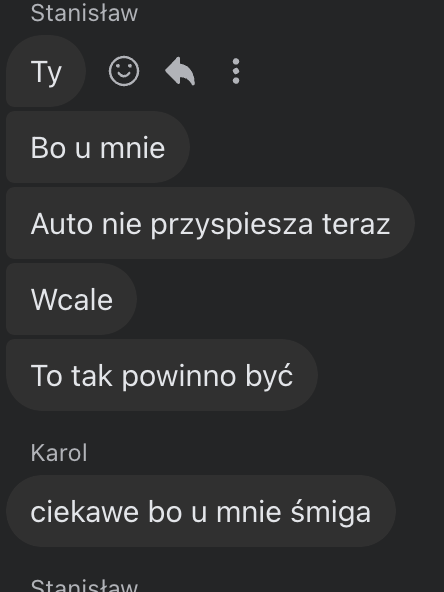 Stanisław
Ty
Bo u mnie
Auto nie przyspiesza teraz
Wcale
To tak powinno być
Karol
ciekawe bo u mnie śmiga
Stanisław